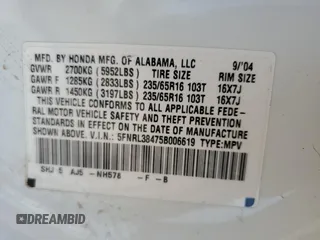 MFD. BY HONDA MFG. OF ALABAMA, LLC 9/'04
GVWR 2700KG (5952LBS) TIRE SIZE RIM SIZE
GAWR F 1285KG (2833LBS) 235/65R16 103T 16X7J
GAWR R 1450KG (3197LBS) 235/65R16 103T 16X7J
THIS VEHICLE CONFORMS TO ALL APPLICABLE FEDE-
RAL MOTOR VEHICLE SAFETY AND THEFT PREVENTION
STANDARDS IN EFFECT ON THE DATE OF MANUFACTURE
SHOWN ABOVE. V.I.N.: 5FNRL38475B006619 TYPE:MPV
SHJ 5 AJ5 -NH578 -F -B
DREAMBID